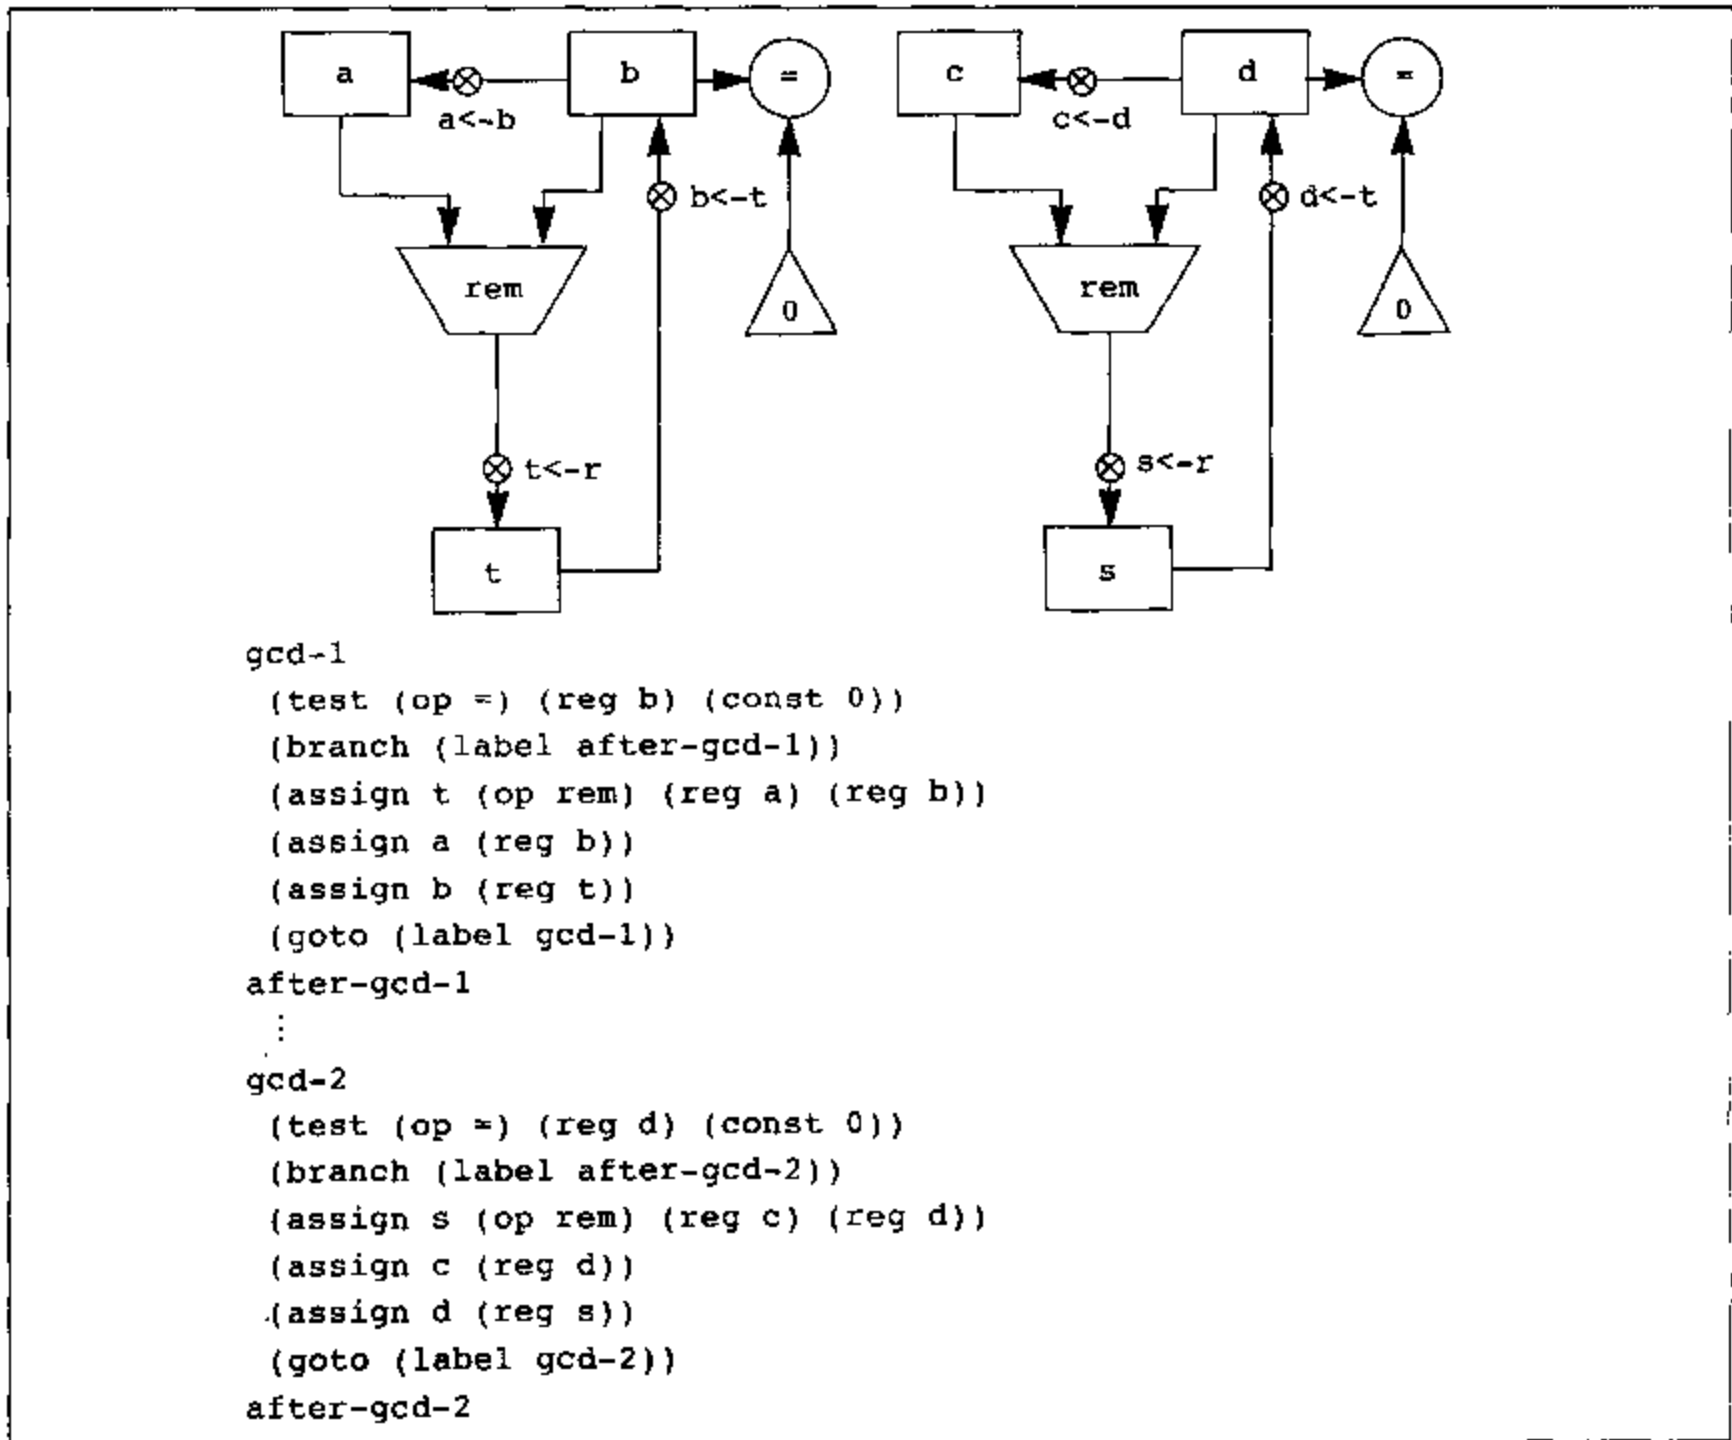 a b = c d =
a<-b c<-d
b<-t d<-t
rem 0 rem 0
t<-r s<-r
t s
gcd-1
(test (op =) (reg b) (const 0))
(branch (label after-gcd-1))
(assign t (op rem) (reg a) (reg b))
(assign a (reg b))
(assign b (reg t))
(goto (label gcd-1))
after-gcd-1
⋮
gcd-2
(test (op =) (reg d) (const 0))
(branch (label after-gcd-2))
(assign s (op rem) (reg c) (reg d))
(assign c (reg d))
(assign d (reg s))
(goto (label gcd-2))
after-gcd-2